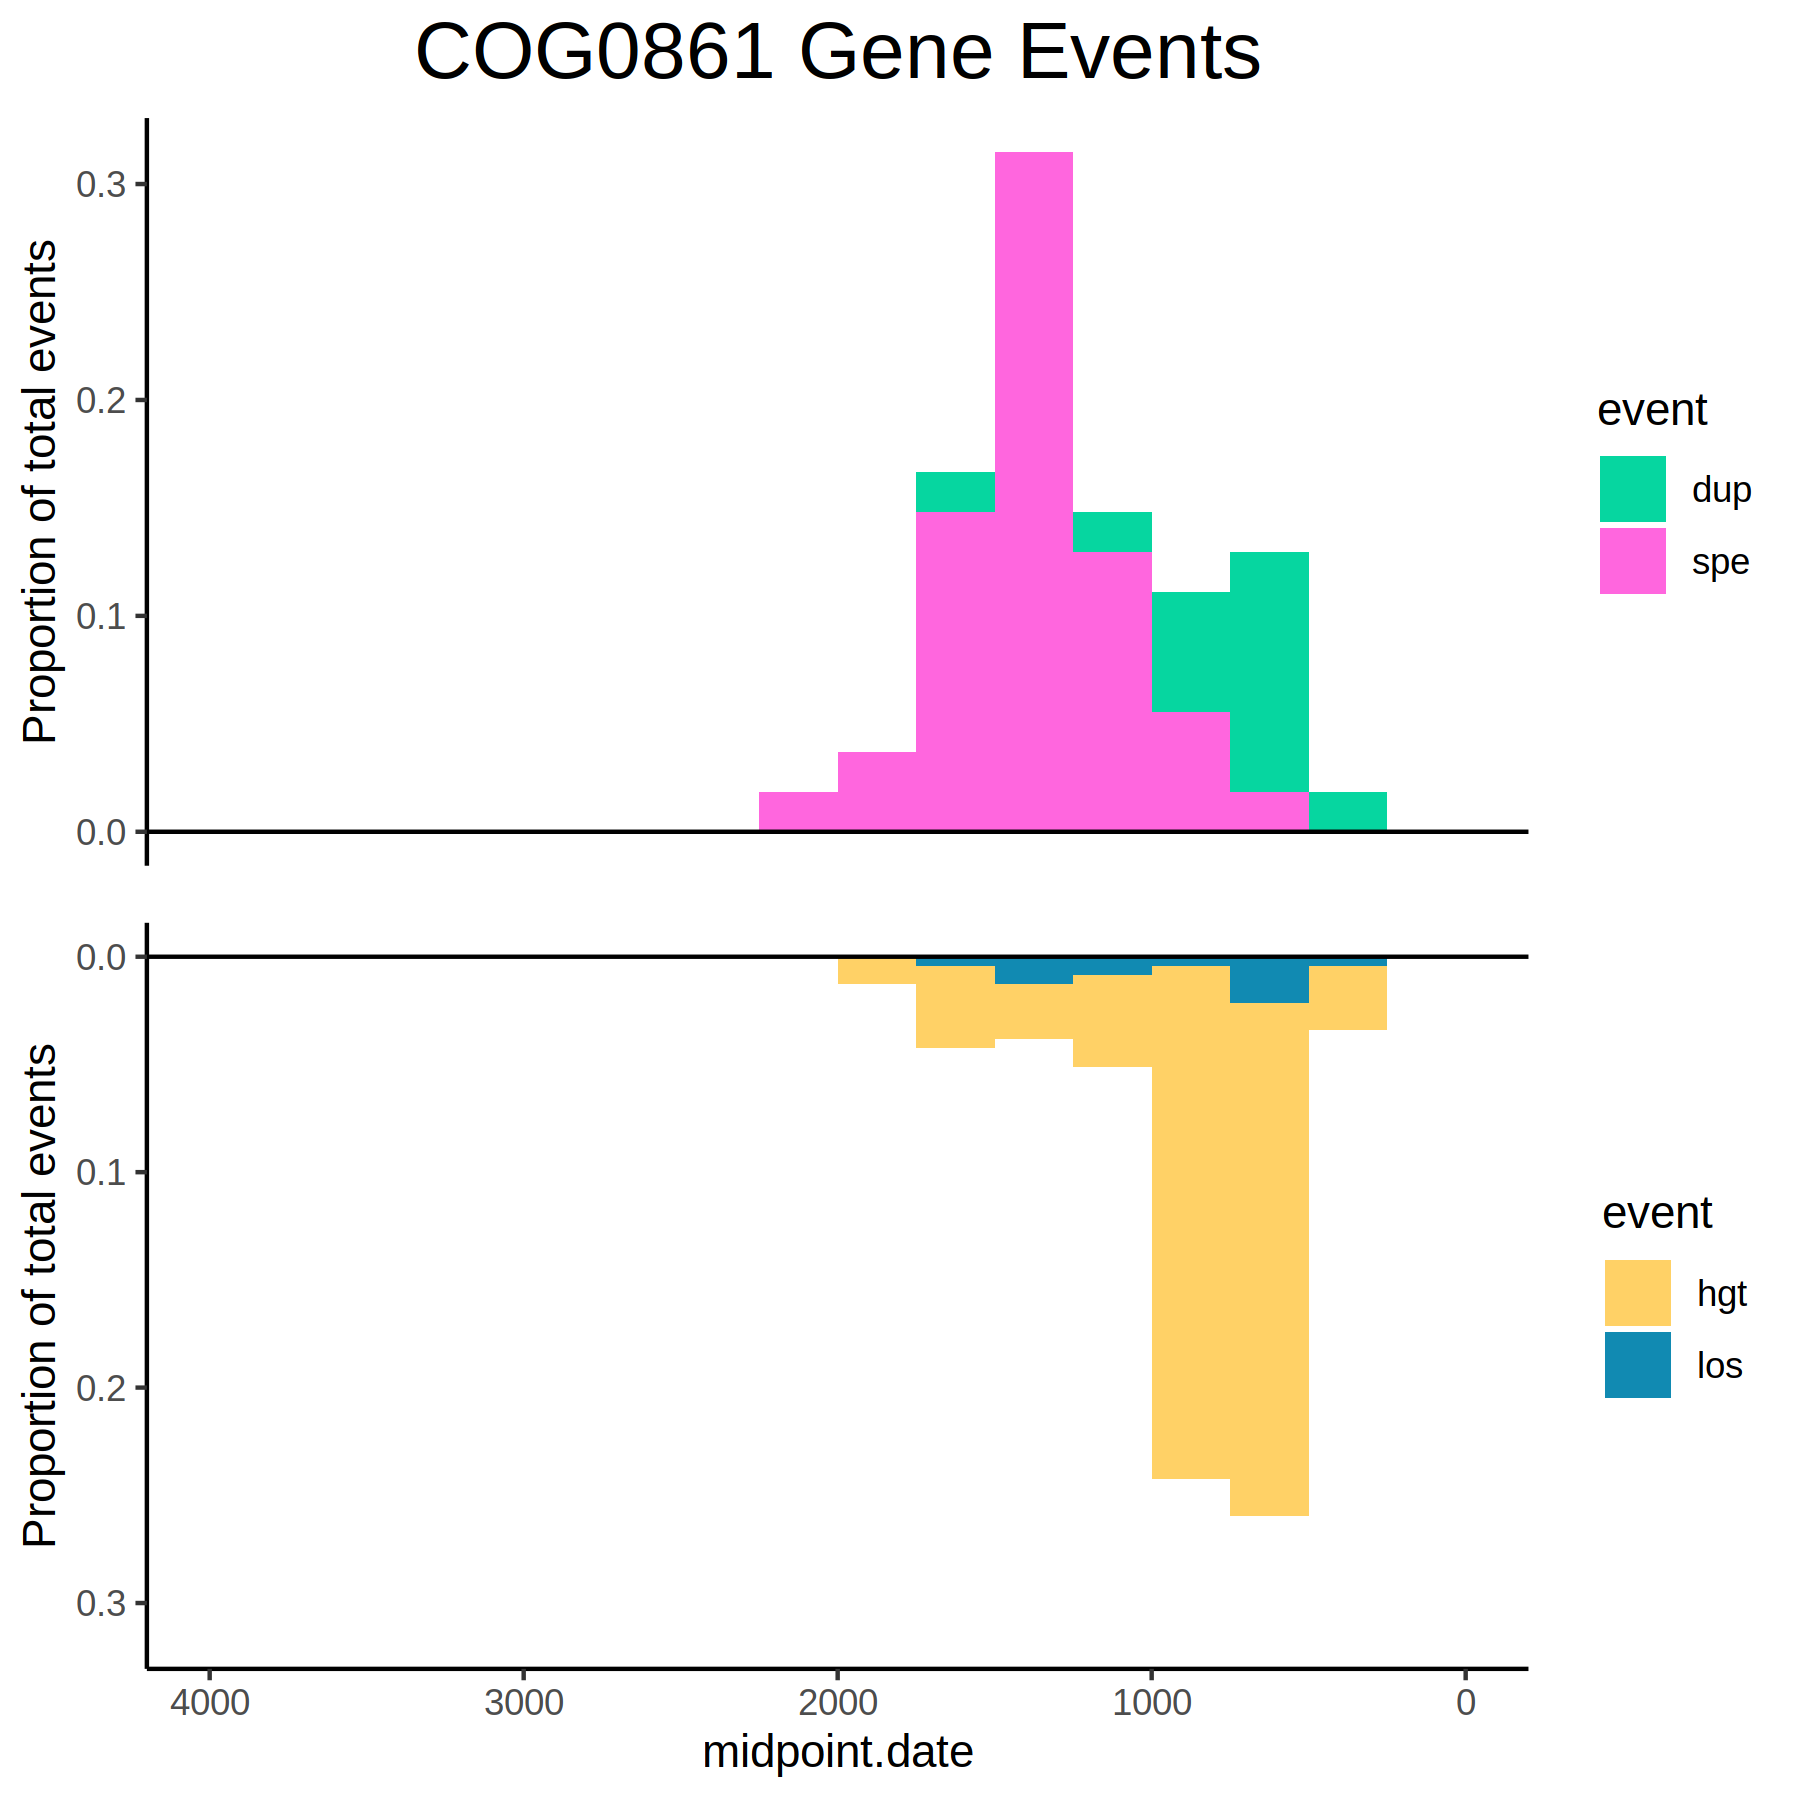 COG0861 Gene Events
Proportion of total events
0.3
0.2
0.1
0.0
event
dup
spe
Proportion of total events
0.0
0.1
0.2
0.3
event
hgt
los
4000 3000 2000 1000 0
midpoint.date